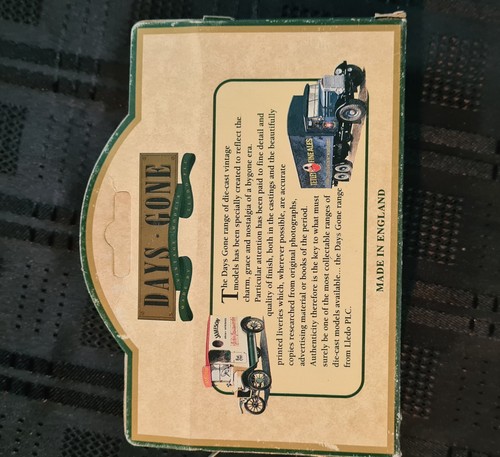 DAYS · GONE
The Days Gone range of die-cast vintage
models has been specially created to reflect the
charm, grace and nostalgia of a bygone era.
Particular attention has been paid to fine detail and
quality of finish, both in the castings and the beautifully
printed liveries which, wherever possible, are accurate
copies researched from original photographs,
advertising material or books of the period.
Authenticity therefore is the key to what must
surely be one of the most collectable ranges of
die-cast models available... the Days Gone range
from Lledo PLC.
FINE ALES
MADE IN ENGLAND